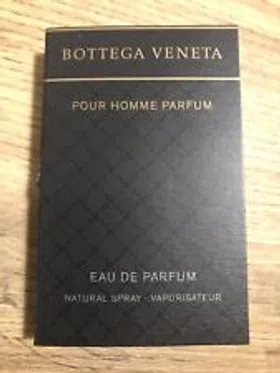 BOTTEGA VENETA
POUR HOMME PARFUM
EAU DE PARFUM
NATURAL SPRAY - VAPORISATEUR